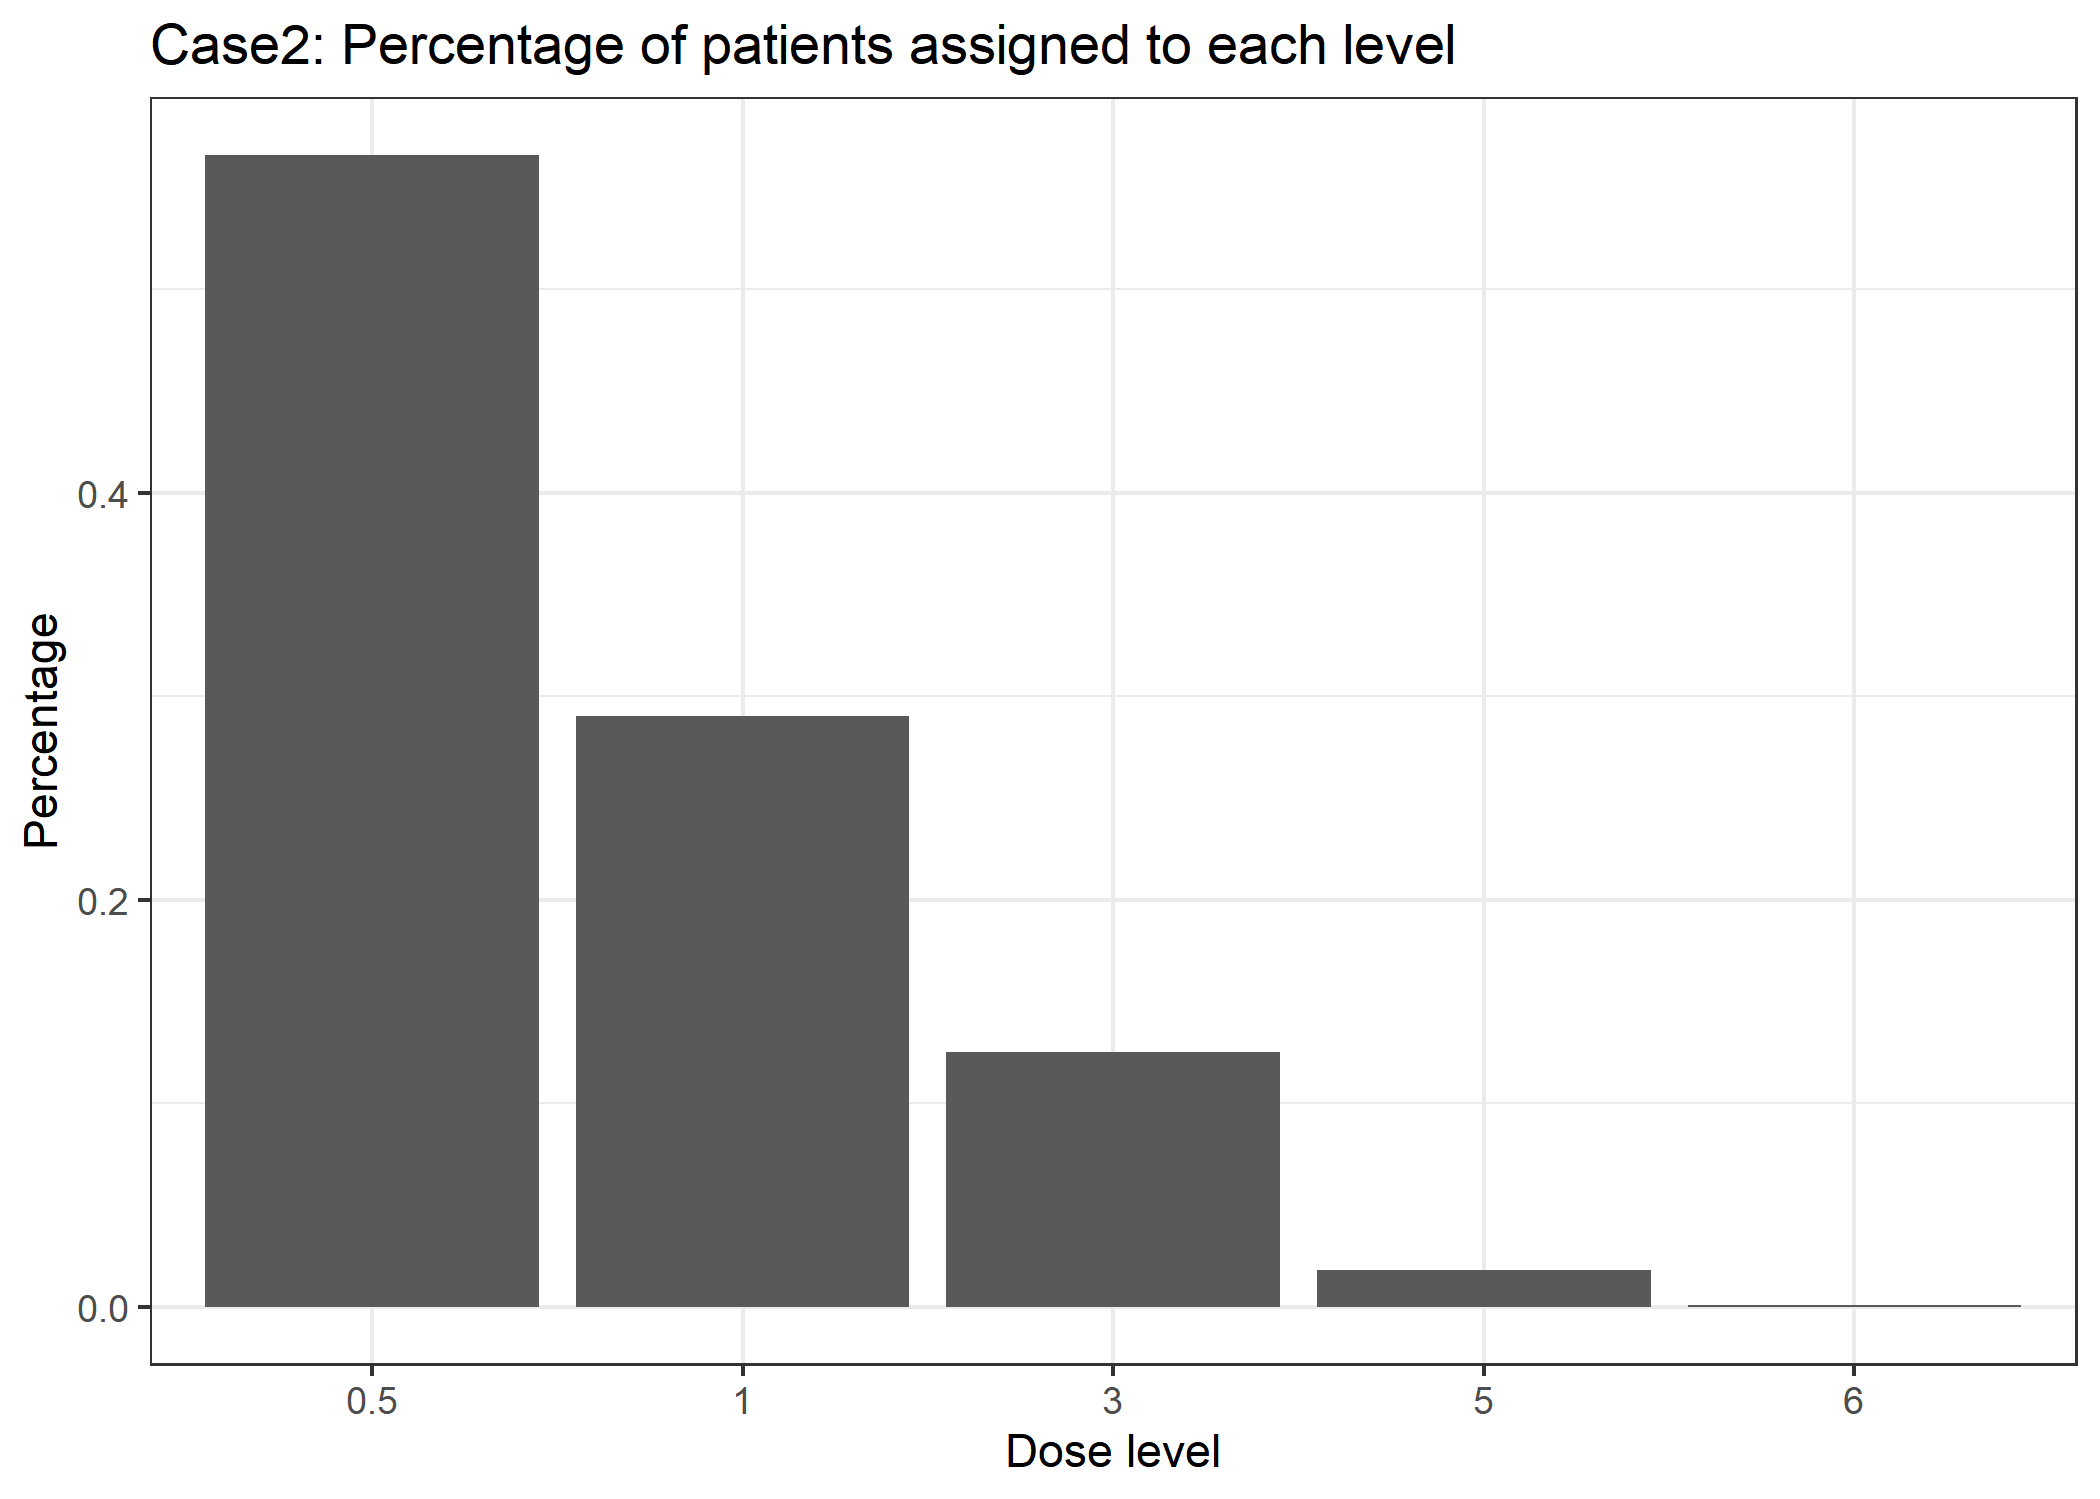 Case2: Percentage of patients assigned to each level
Percentage
0.4
0.2
0.0
0.5 1 3 5 6
Dose level